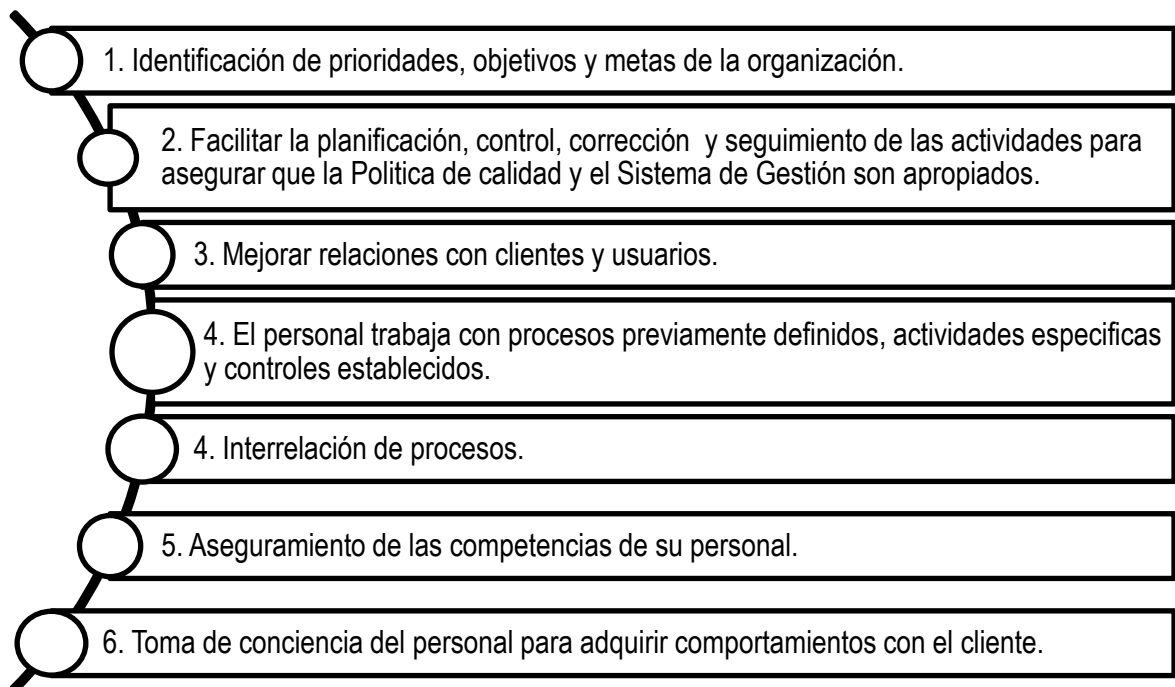 1. Identificación de prioridades, objetivos y metas de la organización.
2. Facilitar la planificación, control, corrección  y seguimiento de las actividades para
asegurar que la Politica de calidad y el Sistema de Gestión son apropiados.
3. Mejorar relaciones con clientes y usuarios.
4. El personal trabaja con procesos previamente definidos, actividades especificas
y controles establecidos.
4. Interrelación de procesos.
5. Aseguramiento de las competencias de su personal.
6. Toma de conciencia del personal para adquirir comportamientos con el cliente.